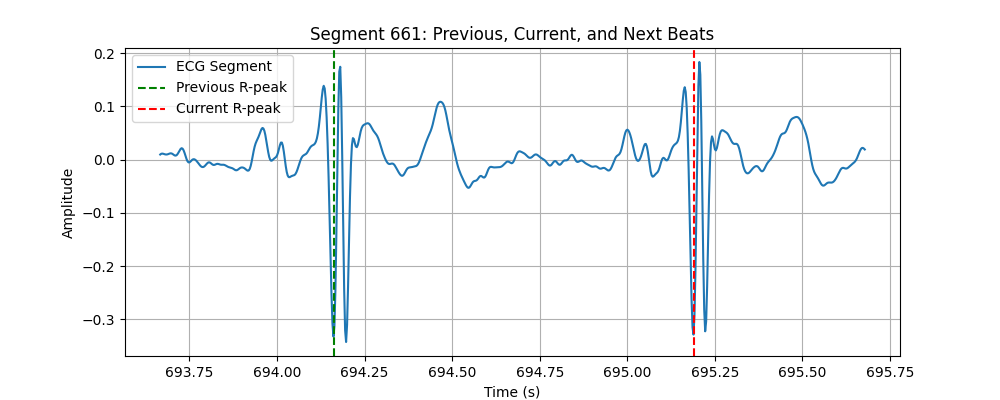 Segment 661: Previous, Current, and Next Beats
ECG Segment
Previous R-peak
Current R-peak
0.2
0.1
0.0
−0.1
−0.2
−0.3
Amplitude
693.75 694.00 694.25 694.50 694.75 695.00 695.25 695.50 695.75
Time (s)